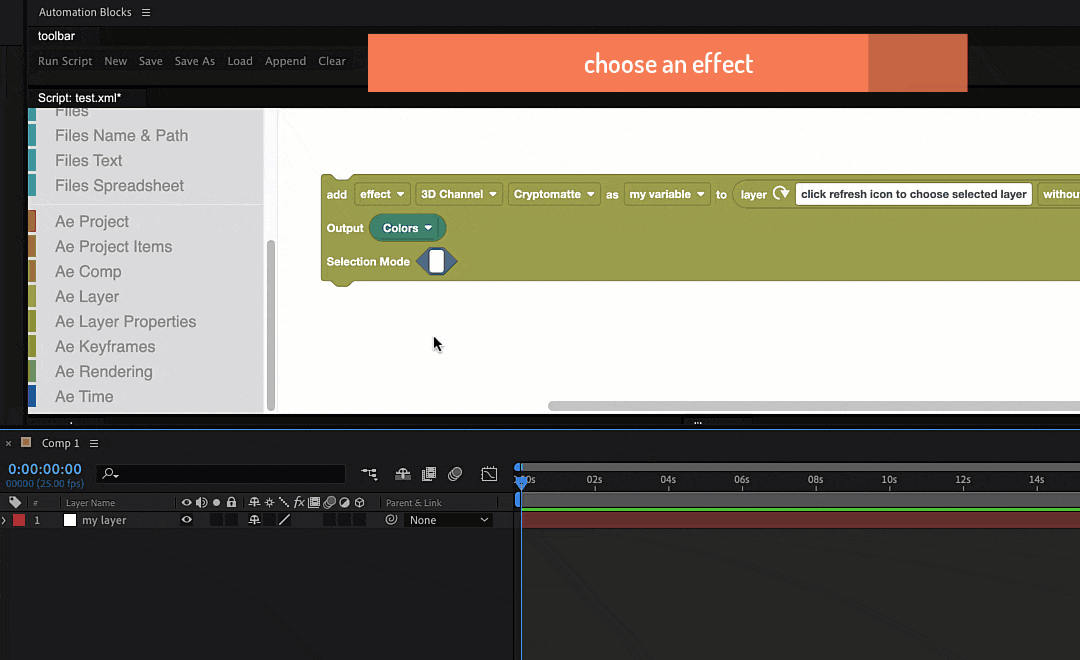 Automation Blocks
toolbar
choose an effect
Run Script New Save Save As Load Append Clear
Script: test.xml*
Files
Files Name & Path
Files Text
Files Spreadsheet
Ae Project
Ae Project Items
Ae Comp
Ae Layer
Ae Layer Properties
Ae Keyframes
Ae Rendering
Ae Time
add effect 3D Channel Cryptomatte as my variable to layer click refresh icon to choose selected layer withou
Output Colors
Selection Mode
Comp 1
0:00:00:00
00000 (25.00 fps)
02s 04s 06s 08s 10s 12s 14s
# Layer Name fx Parent & Link
1 my layer None